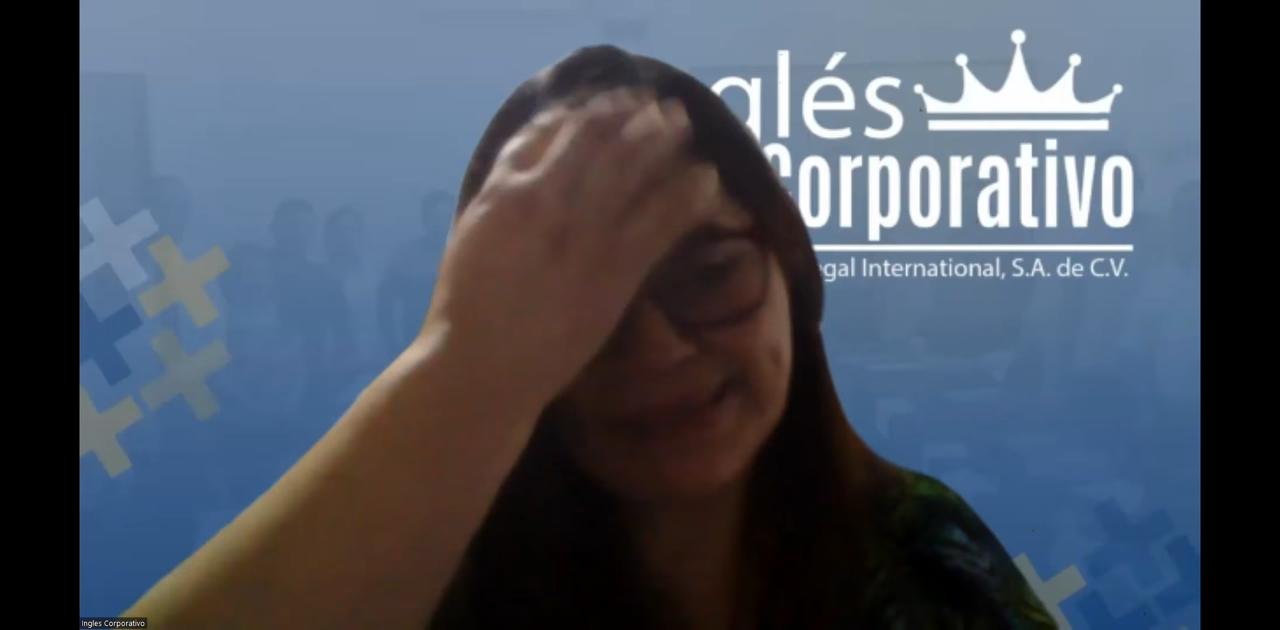 glés
Corporativo
egal International, S.A. de C.V.
Ingles Corporativo